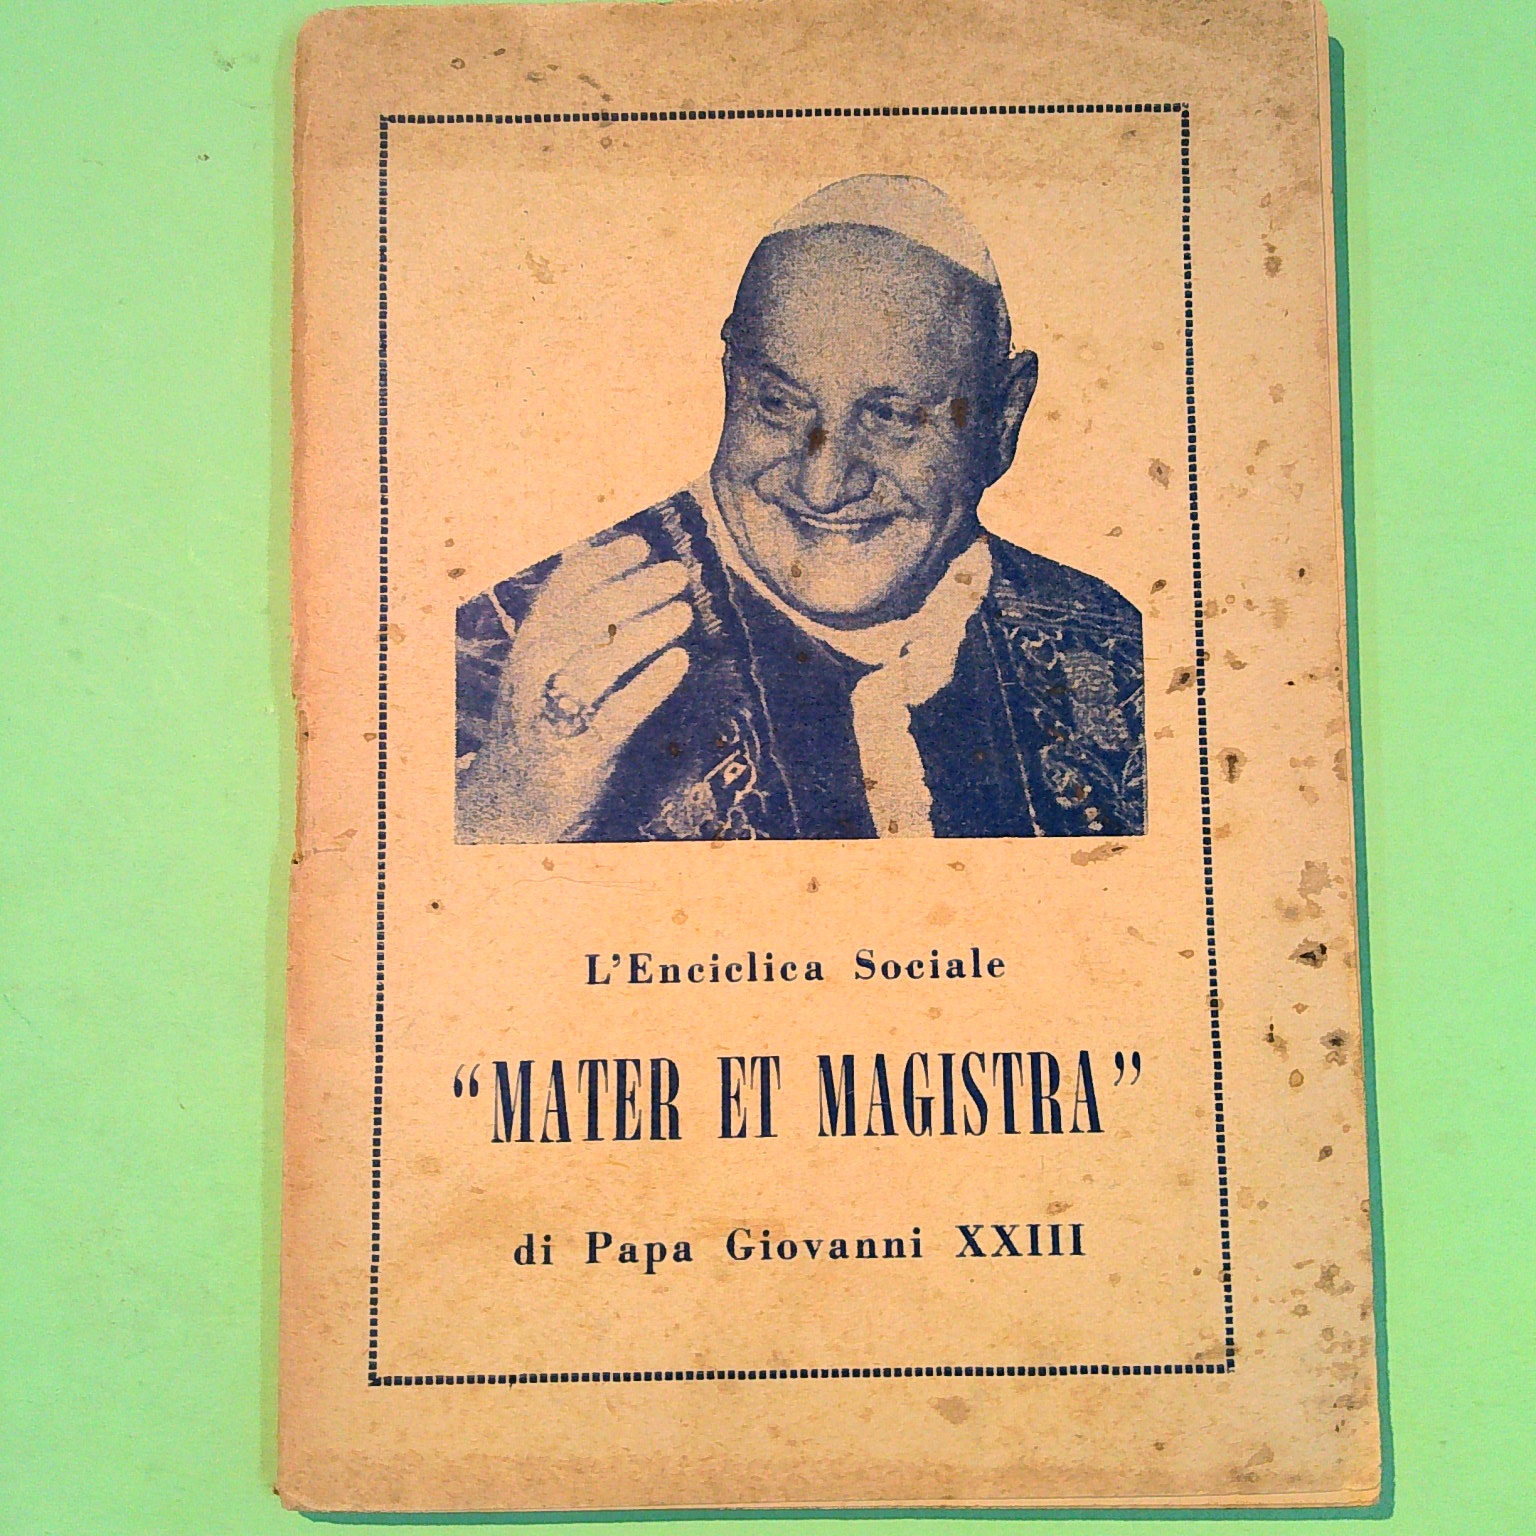 L'Enciclica Sociale
“MATER ET MAGISTRA”
di Papa Giovanni XXIII